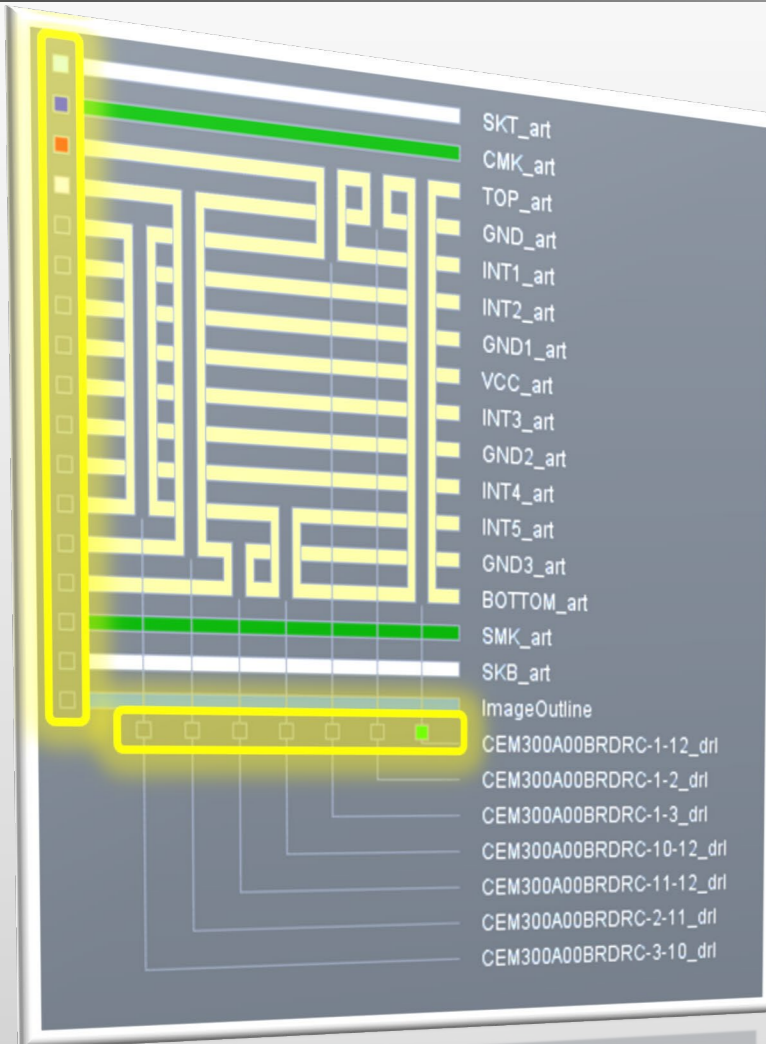 SKT_art
CMK_art
TOP_art
GND_art
INT1_art
INT2_art
GND1_art
VCC_art
INT3_art
GND2_art
INT4_art
INT5_art
GND3_art
BOTTOM_art
SMK_art
SKB_art
ImageOutline
CEM300A00BRDRC-1-12_drl
CEM300A00BRDRC-1-2_drl
CEM300A00BRDRC-1-3_drl
CEM300A00BRDRC-10-12_drl
CEM300A00BRDRC-11-12_drl
CEM300A00BRDRC-2-11_drl
CEM300A00BRDRC-3-10_drl